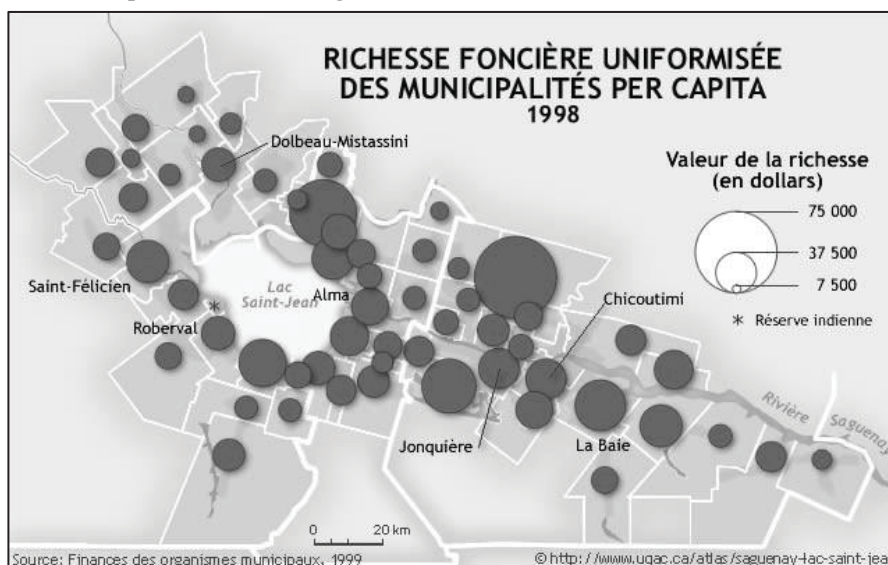 RICHESSE FONCIÈRE UNIFORMISÉE
DES MUNICIPALITÉS PER CAPITA
1998
Dolbeau-Mistassini
Valeur de la richesse
(en dollars)
75 000
37 500
7 500
* Réserve indienne
Saint-Félicien
Lac
Saint-Jean
Alma
Chicoutimi
Roberval
Rivière Saguenay
Jonquière
La Baie
0 20 km
Source: Finances des organismes municipaux, 1999
©http://www.uqac.ca/atlas/saguenay-lac-saint-jea